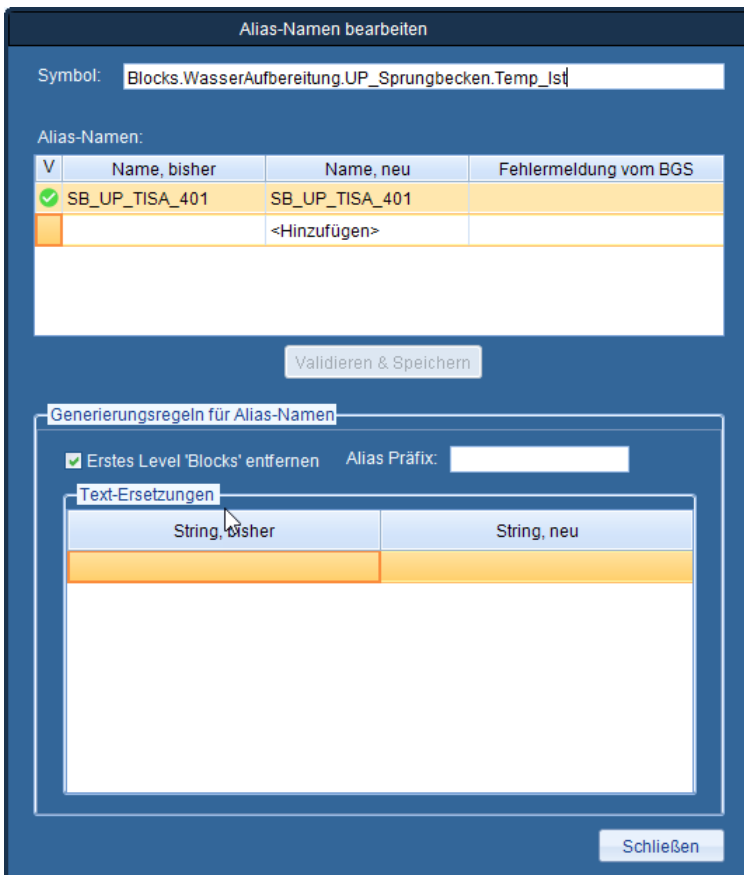 Alias-Namen bearbeiten
Symbol: Blocks.WasserAufbereitung.UP_Sprungbecken.Temp_Ist
Alias-Namen:
V Name, bisher Name, neu Fehlermeldung vom BGS
SB_UP_TISA_401 SB_UP_TISA_401
<Hinzufügen>
Validieren & Speichern
Generierungsregeln für Alias-Namen
Erstes Level 'Blocks' entfernen Alias Präfix:
Text-Ersetzungen
String, bisher String, neu
Schließen